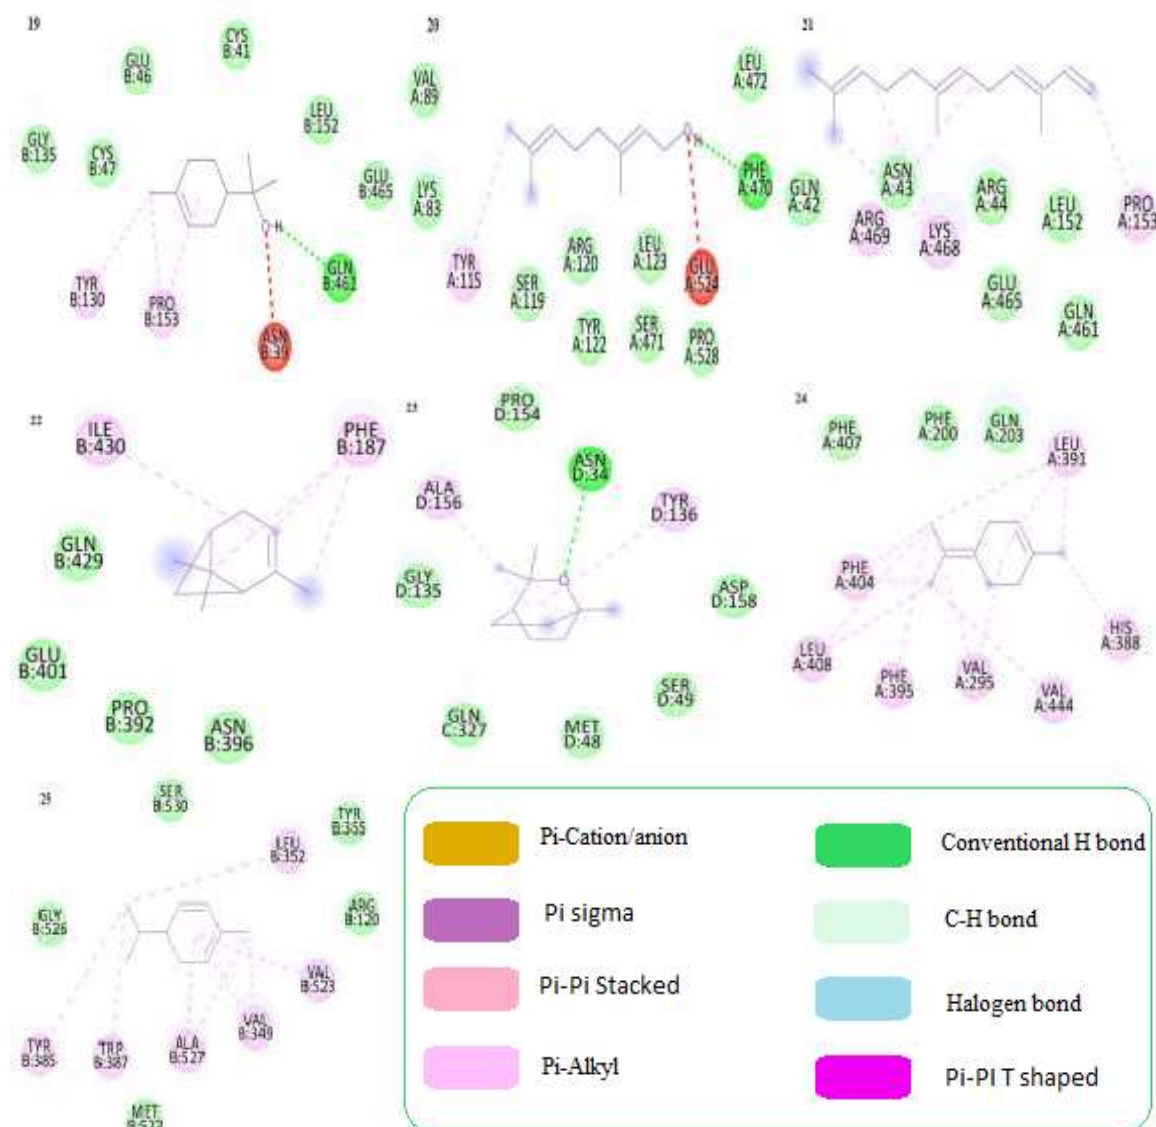 19
CYS
B:41
GLU
B:46
GLY
B:135
CYS
B:47
LEU
B:152
GLU
B:465
H
GLN
B:461
TYR
B:130
PRO
B:153
ASN
20
VAL
A:89
LYS
A:83
LEU
A:472
H
PHE
A:470
TYR
A:115
SER
A:119
ARG
A:120
LEU
A:123
GLU
A:524
TYR
A:122
SER
A:471
PRO
A:528
21
GLN
A:42
ASN
A:43
ARG
A:44
ARG
A:469
LYS
A:468
LEU
A:152
PRO
A:153
GLU
A:465
GLN
A:461
22
ILE
B:430
PHE
B:187
GLN
B:429
GLU
B:401
PRO
B:392
ASN
B:396
PRO
D:154
ASN
D:34
ALA
D:156
TYR
D:136
GLY
D:135
O
ASP
D:158
SER
D:49
GLN
C:327
MET
D:48
24
PHE
A:407
PHE
A:200
GLN
A:203
LEU
A:391
PHE
A:404
LEU
A:408
PHE
A:395
VAL
A:295
VAL
A:444
HIS
A:388
25
SER
B:530
TYR
B:355
LEU
B:352
GLY
B:526
ARG
B:120
VAL
B:523
TYR
B:385
TRP
B:387
ALA
B:527
VAL
B:349
MET
Pi-Cation/anion
Pi sigma
Pi-Pi Stacked
Pi-Alkyl
Conventional H bond
C-H bond
Halogen bond
Pi-PI T shaped